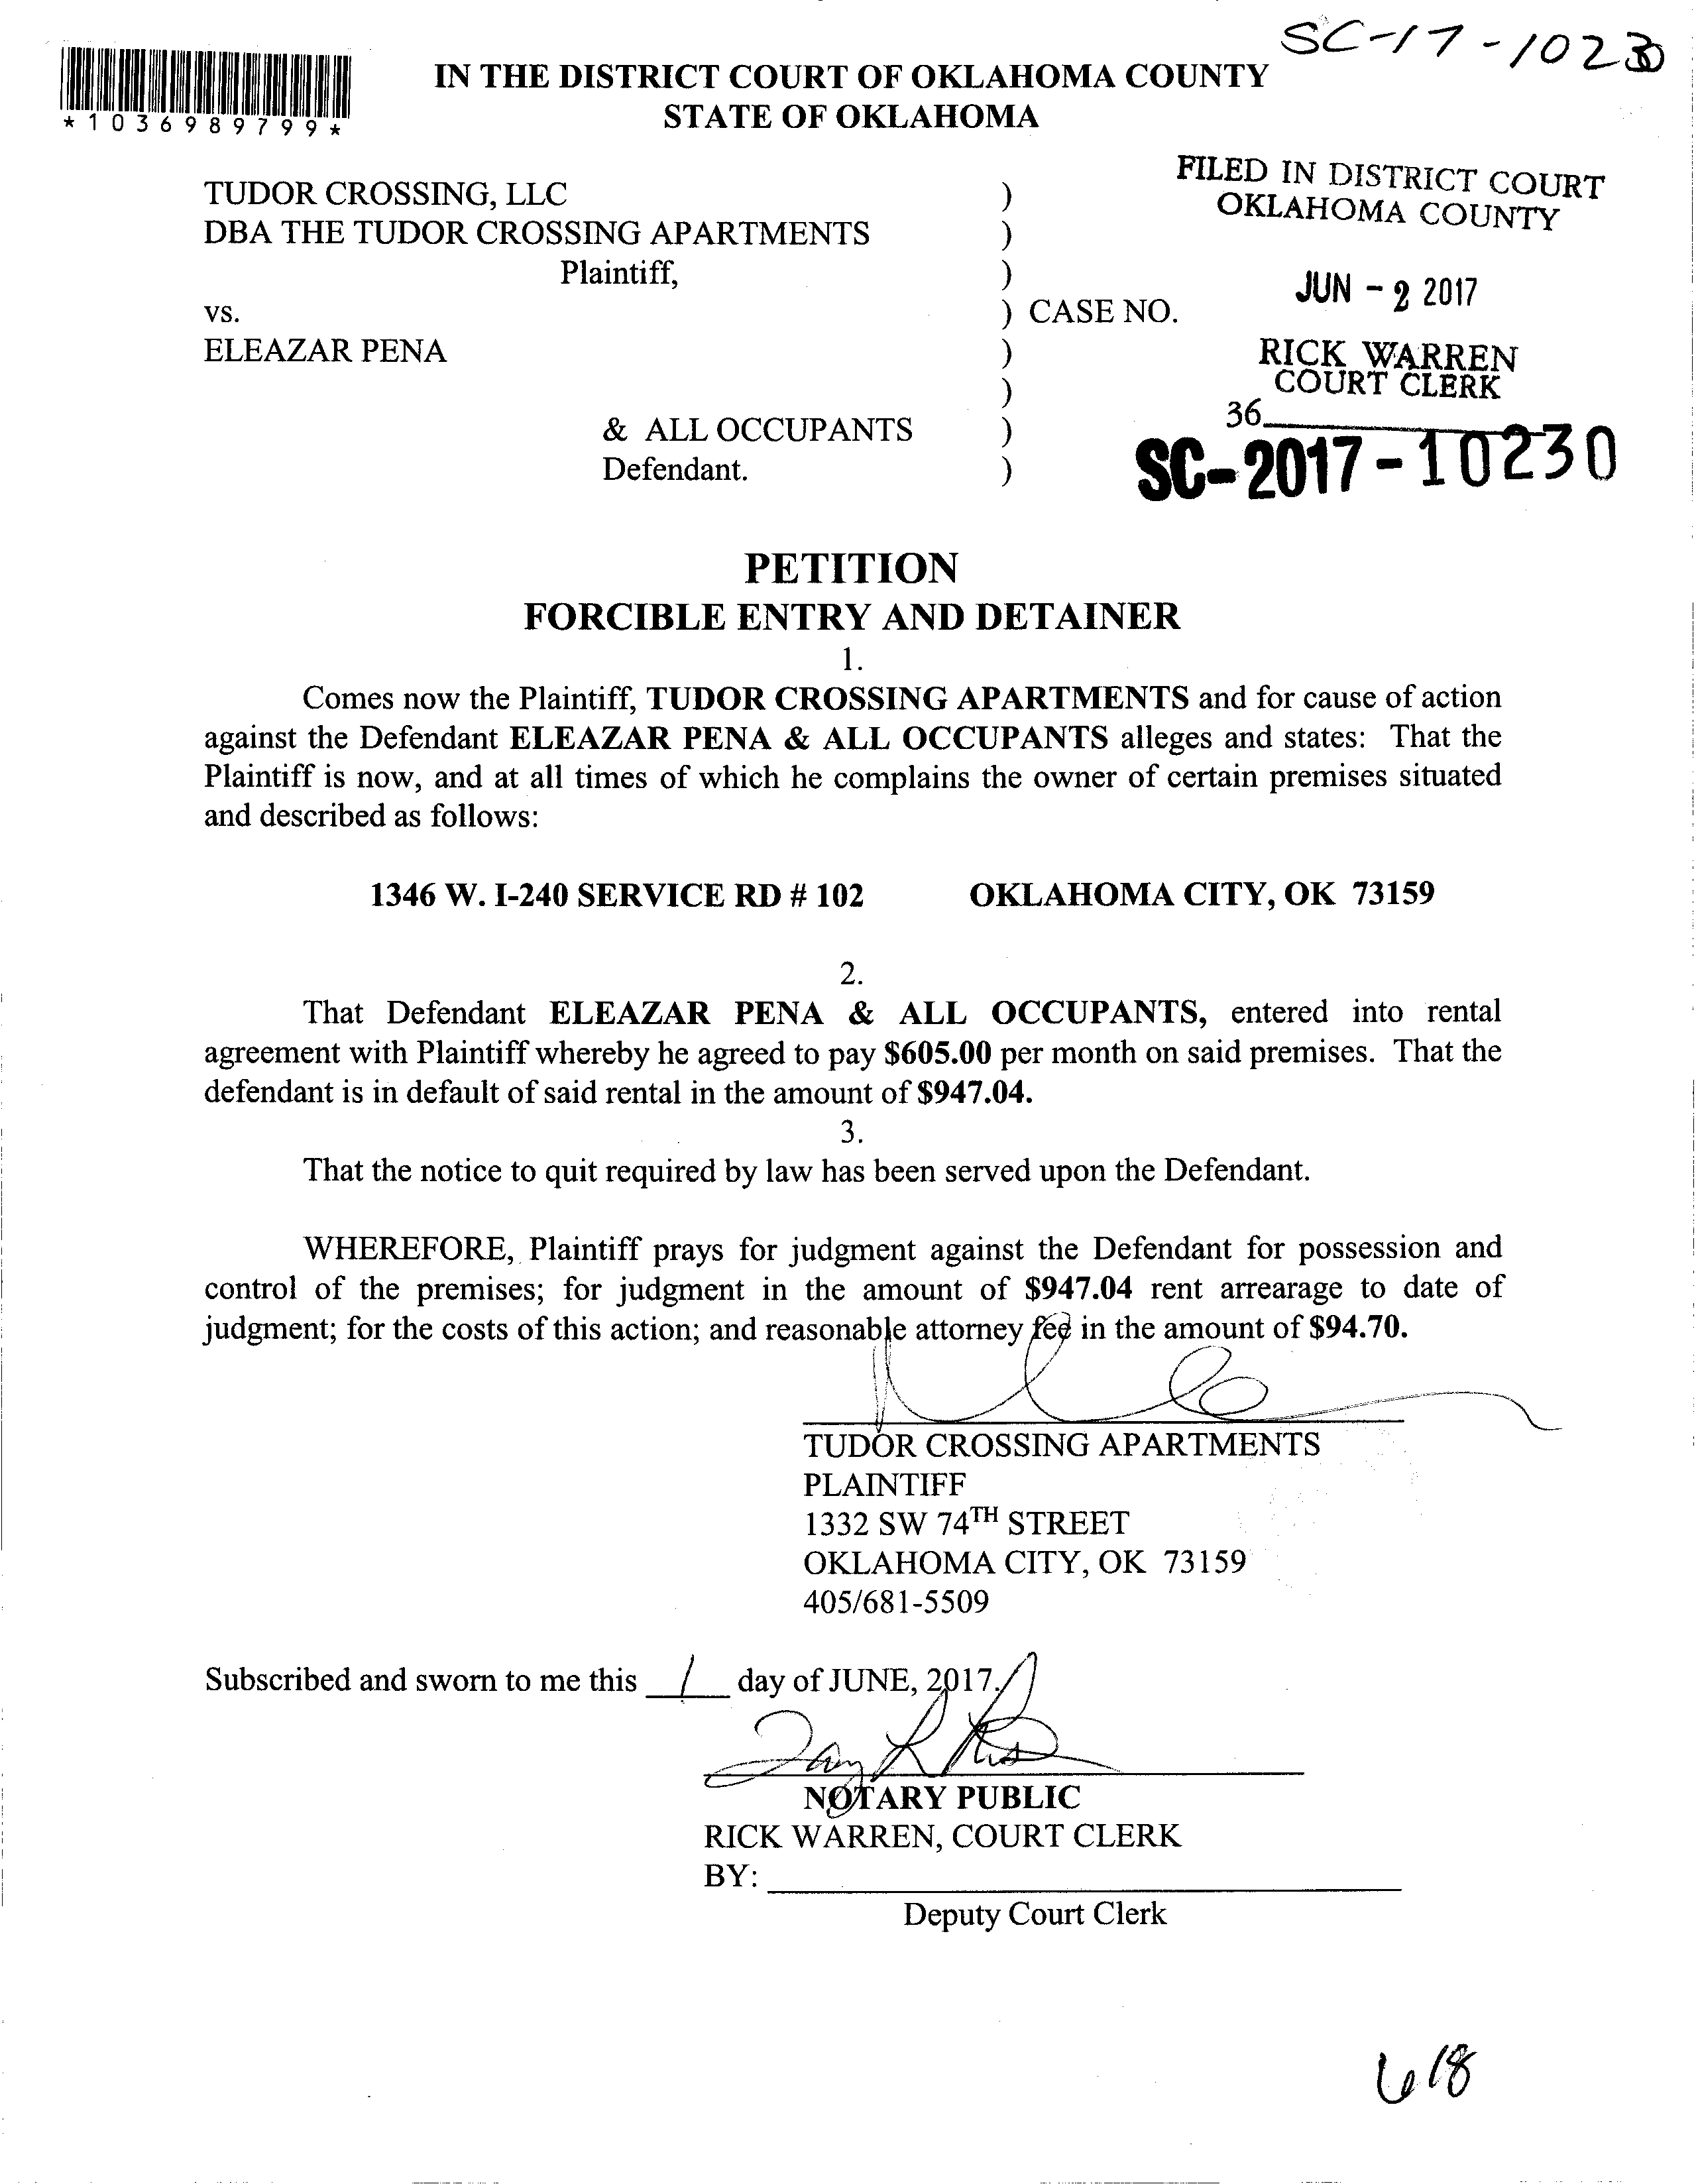 SC-17-10230
*1036989799*
IN THE DISTRICT COURT OF OKLAHOMA COUNTY
STATE OF OKLAHOMA
FILED IN DISTRICT COURT
OKLAHOMA COUNTY
JUN - 2 2017
RICK WARREN
COURT CLERK
36
SC-2017-10230
TUDOR CROSSING, LLC )
DBA THE TUDOR CROSSING APARTMENTS )
Plaintiff, )
vs. ) CASE NO.
ELEAZAR PENA )
)
& ALL OCCUPANTS )
Defendant. )
PETITION
FORCIBLE ENTRY AND DETAINER
1.
Comes now the Plaintiff, TUDOR CROSSING APARTMENTS and for cause of action
against the Defendant ELEAZAR PENA & ALL OCCUPANTS alleges and states: That the
Plaintiff is now, and at all times of which he complains the owner of certain premises situated
and described as follows:
1346 W. I-240 SERVICE RD # 102 OKLAHOMA CITY, OK 73159
2.
That Defendant ELEAZAR PENA & ALL OCCUPANTS, entered into rental
agreement with Plaintiff whereby he agreed to pay $605.00 per month on said premises. That the
defendant is in default of said rental in the amount of $947.04.
3.
That the notice to quit required by law has been served upon the Defendant.
WHEREFORE, Plaintiff prays for judgment against the Defendant for possession and
control of the premises; for judgment in the amount of $947.04 rent arrearage to date of
judgment; for the costs of this action; and reasonable attorney fee in the amount of $94.70.
TUDOR CROSSING APARTMENTS
PLAINTIFF
1332 SW 74TH STREET
OKLAHOMA CITY, OK 73159
405/681-5509
Subscribed and sworn to me this 1 day of JUNE, 2017.
NOTARY PUBLIC
RICK WARREN, COURT CLERK
BY:
Deputy Court Clerk
618